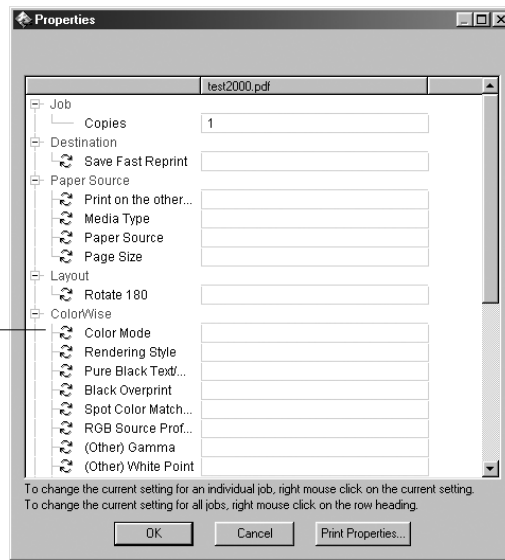 Properties
test2000.pdf
Job
Copies 1
Destination
Save Fast Reprint
Paper Source
Print on the other...
Media Type
Paper Source
Page Size
Layout
Rotate 180
ColorWise
Color Mode
Rendering Style
Pure Black Text/...
Black Overprint
Spot Color Match...
RGB Source Prof...
(Other) Gamma
(Other) White Point
To change the current setting for an individual job, right mouse click on the current setting.
To change the current setting for all jobs, right mouse click on the row heading.
OK Cancel Print Properties...